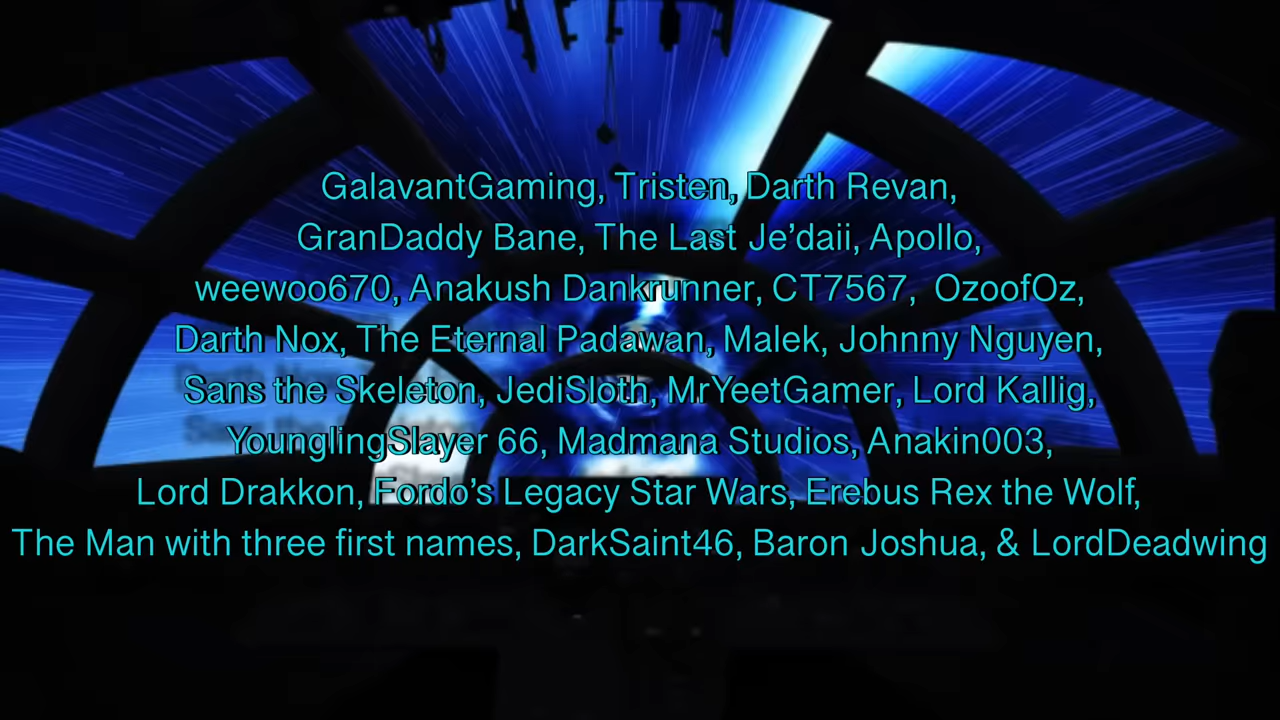 GalavantGaming, Tristen, Darth Revan,
GranDaddy Bane, The Last Je’daii, Apollo,
weewoo670, Anakush Dankrunner, CT7567, OzoofOz,
Darth Nox, The Eternal Padawan, Malek, Johnny Nguyen,
Sans the Skeleton, JediSloth, MrYeetGamer, Lord Kallig,
YounglingSlayer 66, Madmana Studios, Anakin003,
Lord Drakkon, Fordo’s Legacy Star Wars, Erebus Rex the Wolf,
The Man with three first names, DarkSaint46, Baron Joshua, & LordDeadwing